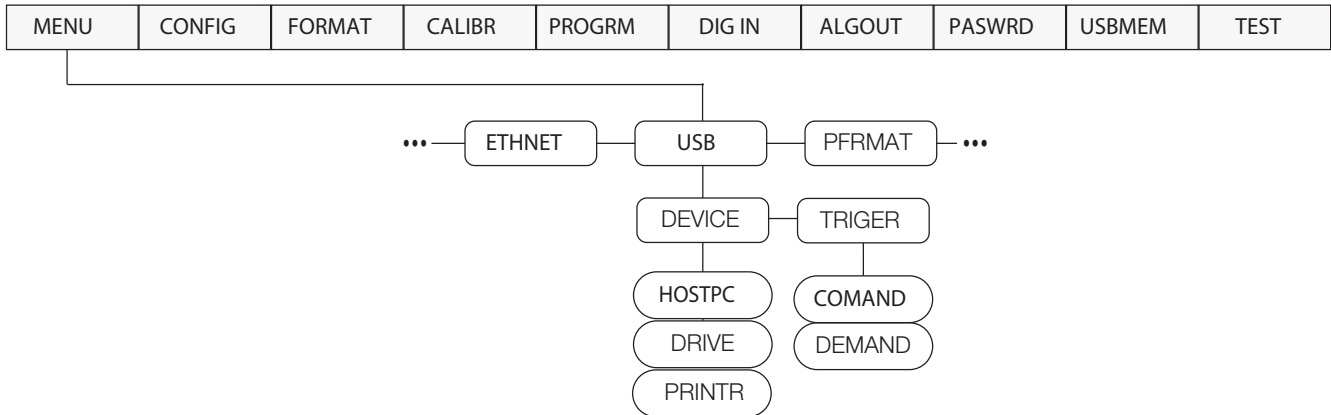 MENU CONFIG FORMAT CALIBR PROGRM DIG IN ALGOUT PASWRD USBMEM TEST
••• ETHNET USB PFRMAT •••
DEVICE TRIGER
HOSTPC COMAND
DRIVE DEMAND
PRINTR